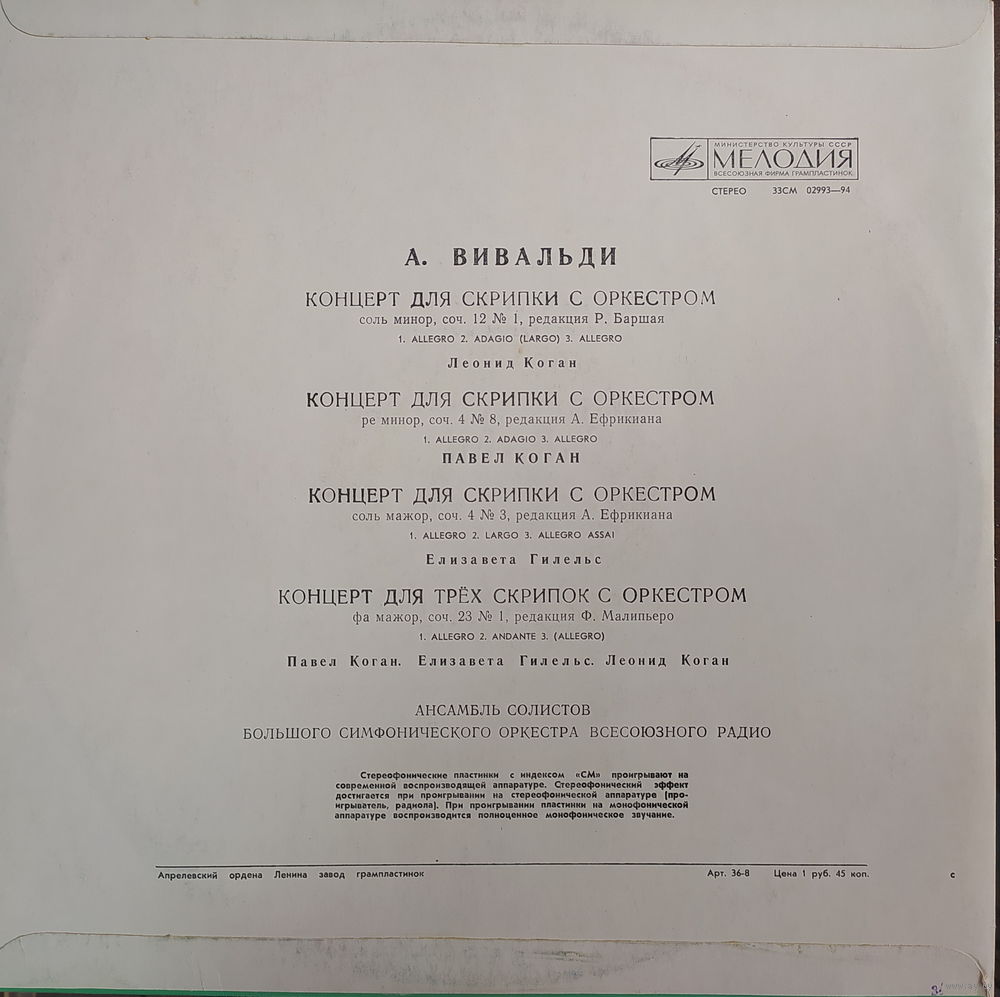 МИНИСТЕРСТВО КУЛЬТУРЫ СССР
МЕЛОДИЯ
ВСЕСОЮЗНАЯ ФИРМА ГРАМПЛАСТИНОК
СТЕРЕО 33СМ 02993—94
А. ВИВАЛЬДИ
КОНЦЕРТ ДЛЯ СКРИПКИ С ОРКЕСТРОМ
соль минор, соч. 12 № 1, редакция Р. Баршая
1. ALLEGRO 2. ADAGIO (LARGO) 3. ALLEGRO
Леонид Коган
КОНЦЕРТ ДЛЯ СКРИПКИ С ОРКЕСТРОМ
ре минор, соч. 4 № 8, редакция А. Ефрикиана
1. ALLEGRO 2. ADAGIO 3. ALLEGRO
ПАВЕЛ КОГАН
КОНЦЕРТ ДЛЯ СКРИПКИ С ОРКЕСТРОМ
соль мажор, соч. 4 № 3, редакция А. Ефрикиана
1. ALLEGRO 2. LARGO 3. ALLEGRO ASSAI
Елизавета Гилельс
КОНЦЕРТ ДЛЯ ТРЁХ СКРИПОК С ОРКЕСТРОМ
фа мажор, соч. 23 № 1, редакция Ф. Малипьеро
1. ALLEGRO 2. ANDANTE 3. (ALLEGRO)
Павел Коган. Елизавета Гилельс. Леонид Коган
АНСАМБЛЬ СОЛИСТОВ
БОЛЬШОГО СИМФОНИЧЕСКОГО ОРКЕСТРА ВСЕСОЮЗНОГО РАДИО
Стереофонические пластинки с индексом «СМ» проигрывают на
современной воспроизводящей аппаратуре. Стереофонический эффект
достигается при проигрывании на стереофонической аппаратуре (про-
игрыватель, радиола). При проигрывании пластинки на монофонической
аппаратуре воспроизводится полноценное монофоническое звучание.
Апрелевский ордена Ленина завод грампластинок Арт. 36-8 Цена 1 руб. 45 коп. с